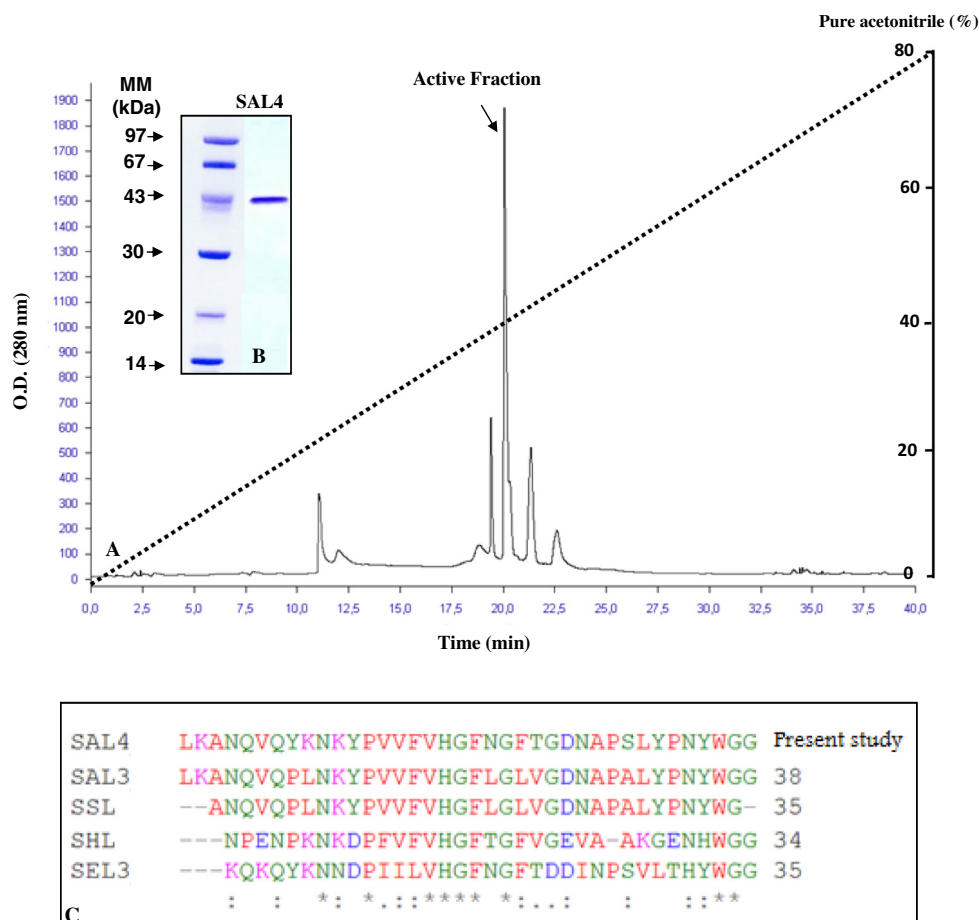 Pure acetonitrile (%)
80
60
40
20
0
Active Fraction
MM
(kDa)
SAL4
97
67
43
30
20
14
B
O.D. (280 nm)
1900
1800
1700
1600
1500
1400
1300
1200
1100
1000
900
800
700
600
500
400
300
200
100
0
A
0,0 2,5 5,0 7,5 10,0 12,5 15,0 17,5 20,0 22,5 25,0 27,5 30,0 32,5 35,0 37,5 40,0
Time (min)
SAL4 LKANQVQYKNKYPVVFVHGFNGFTGDNAPSLYPNYWGG Present study
SAL3 LKANQVQPLNKYPVVFVHGFLGLVGDNAPALYPNYWGG 38
SSL --ANQVQPLNKYPVVFVHGFLGLVGDNAPALYPNYWG- 35
SHL ---NPENPKNKDPFVFVHGFTGFVGEVA-AKGENHWGG 34
SEL3 ---KQKQYKNNDPIILVHGFNGFTDDINPSVLTHYWGG 35
: : *: *.::**** *:..: : ::**
C